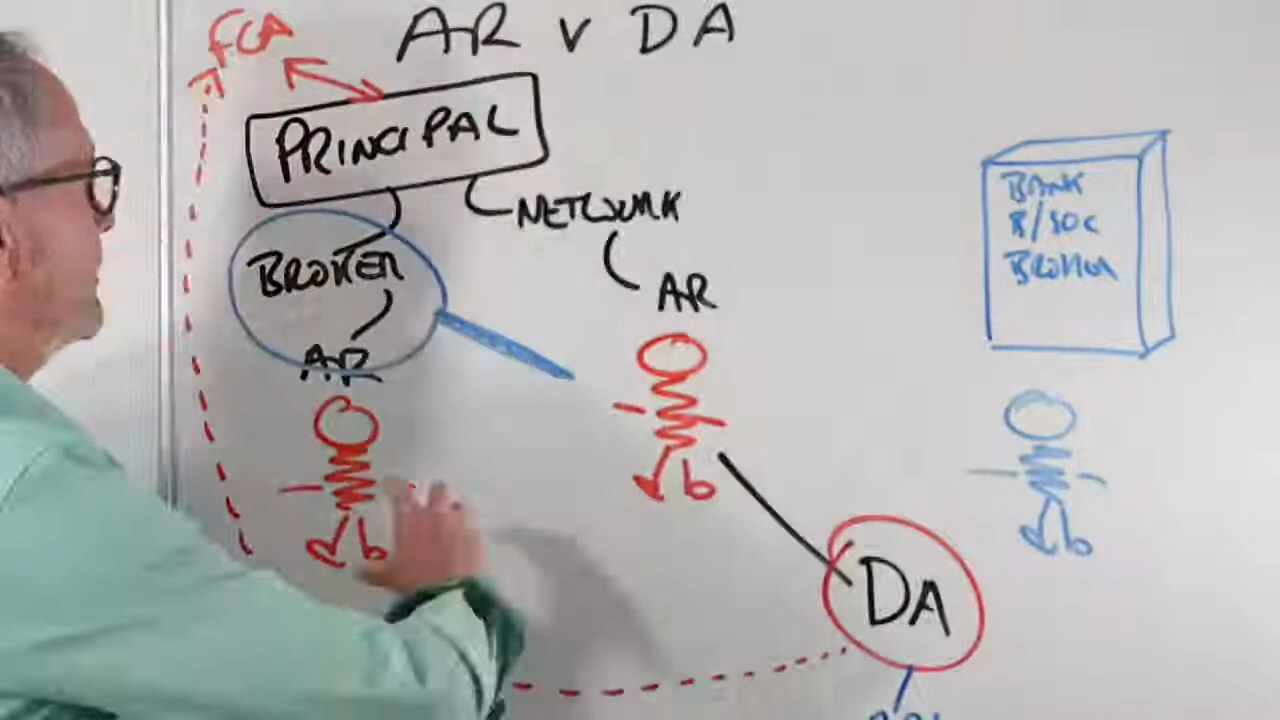 FCA
AR v DA
PRINCIPAL
NETWORK
BROKER
AR
AR
BANK
B/SOC
BROKER
DA